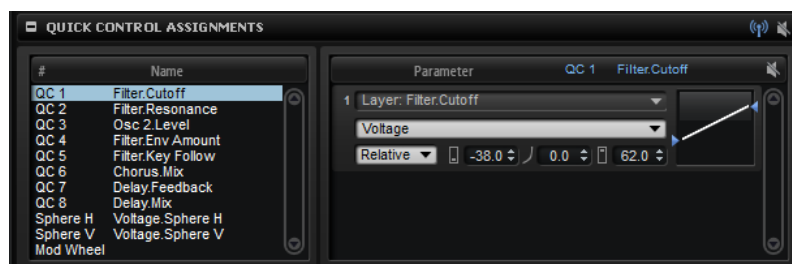 QUICK CONTROL ASSIGNMENTS
# Name
QC 1 Filter.Cutoff
QC 2 Filter.Resonance
QC 3 Osc 2.Level
QC 4 Filter.Env Amount
QC 5 Filter.Key Follow
QC 6 Chorus.Mix
QC 7 Delay.Feedback
QC 8 Delay.Mix
Sphere H Voltage.Sphere H
Sphere V Voltage.Sphere V
Mod Wheel
Parameter QC 1 Filter.Cutoff
1 Layer: Filter.Cutoff
Voltage
Relative -38.0 0.0 62.0